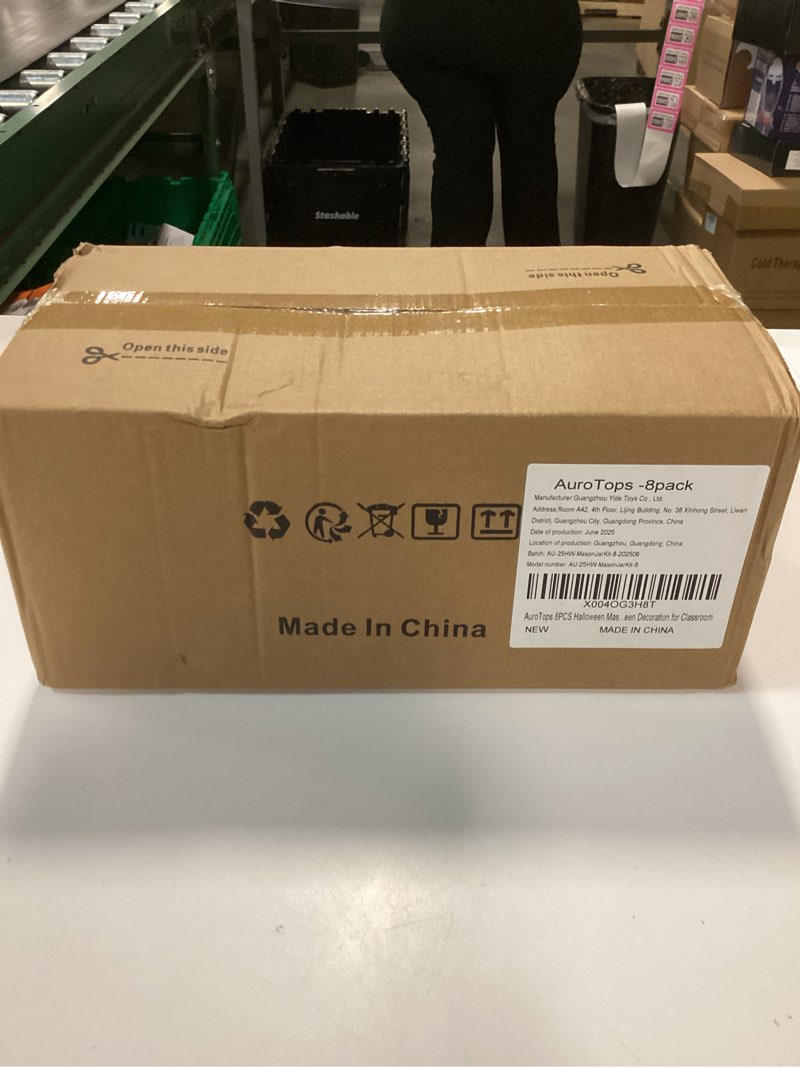 Stashable
Cold Thera
Open this side
Open this side
Made In China
AuroTops -8pack
Manufacturer:Guangzhou Yide Toys Co., Ltd.
Address:Room A42, 4th Floor, Lijing Building, No. 38 Xinhong Street, Liwan
District, Guangzhou City, Guangdong Province, China
Date of production: June 2025
Location of production: Guangzhou, Guangdong, China
Batch: AU-25HW-MasonJarKit-8-202506
Model number: AU-25HW-MasonJarKit-8
X004OG3H8T
AuroTops 8PCS Halloween Mas...een Decoration for Classroom
NEW MADE IN CHINA